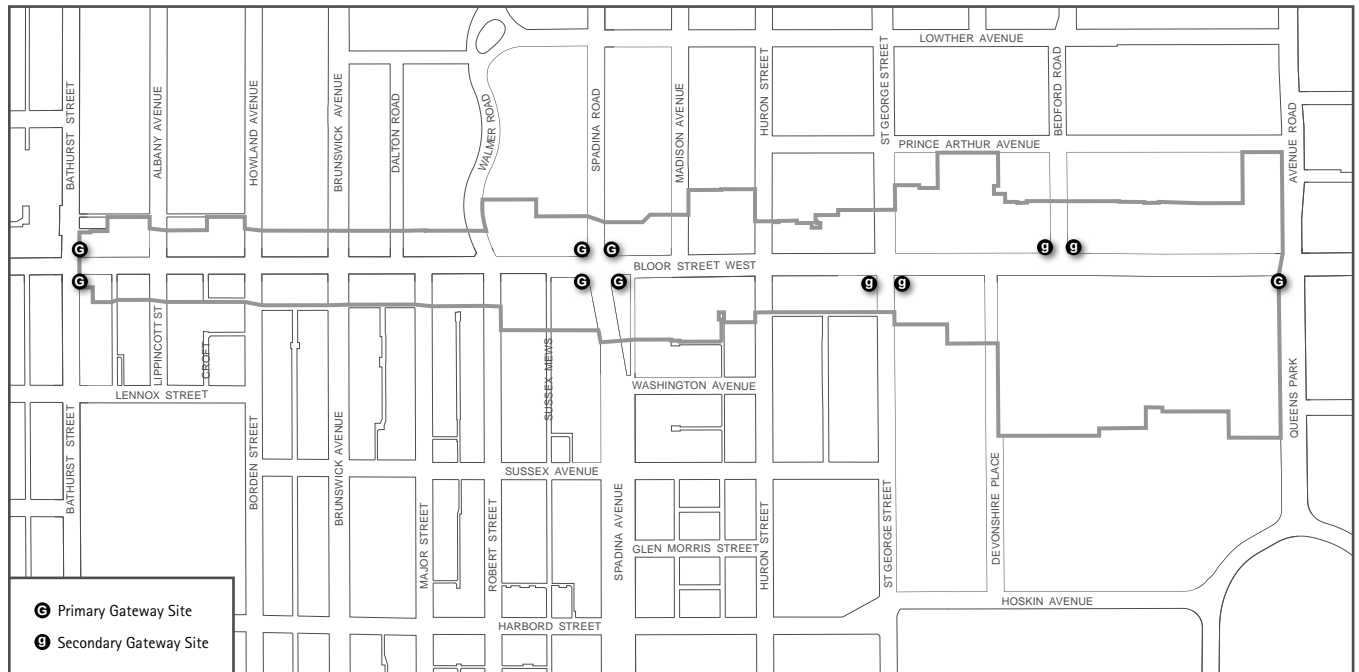 LOWTHER AVENUE
BATHURST STREET
ALBANY AVENUE
HOWLAND AVENUE
BRUNSWICK AVENUE
DALTON ROAD
WALMER ROAD
SPADINA ROAD
MADISON AVENUE
HURON STREET
ST GEORGE STREET
BEDFORD ROAD
AVENUE ROAD
PRINCE ARTHUR AVENUE
G
G
G
g
g
BLOOR STREET WEST
G
G
G
g
g
G
LIPPINCOTT ST
CROFT
SUSSEX MEWS
WASHINGTON AVENUE
LENNOX STREET
QUEENS PARK
BATHURST STREET
BORDEN STREET
BRUNSWICK AVENUE
SUSSEX AVENUE
MAJOR STREET
ROBERT STREET
SPADINA AVENUE
GLEN MORRIS STREET
HURON STREET
ST GEORGE STREET
DEVONSHIRE PLACE
HOSKIN AVENUE
HARBORD STREET
G Primary Gateway Site
g Secondary Gateway Site